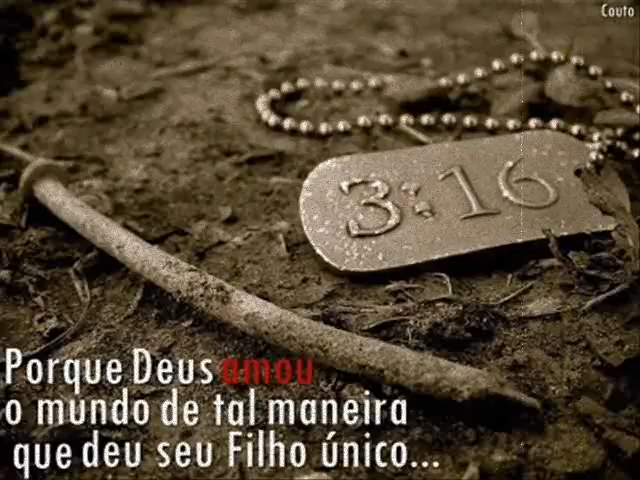 Couto
3:16
Porque Deus amou
o mundo de tal maneira
que deu seu Filho único...